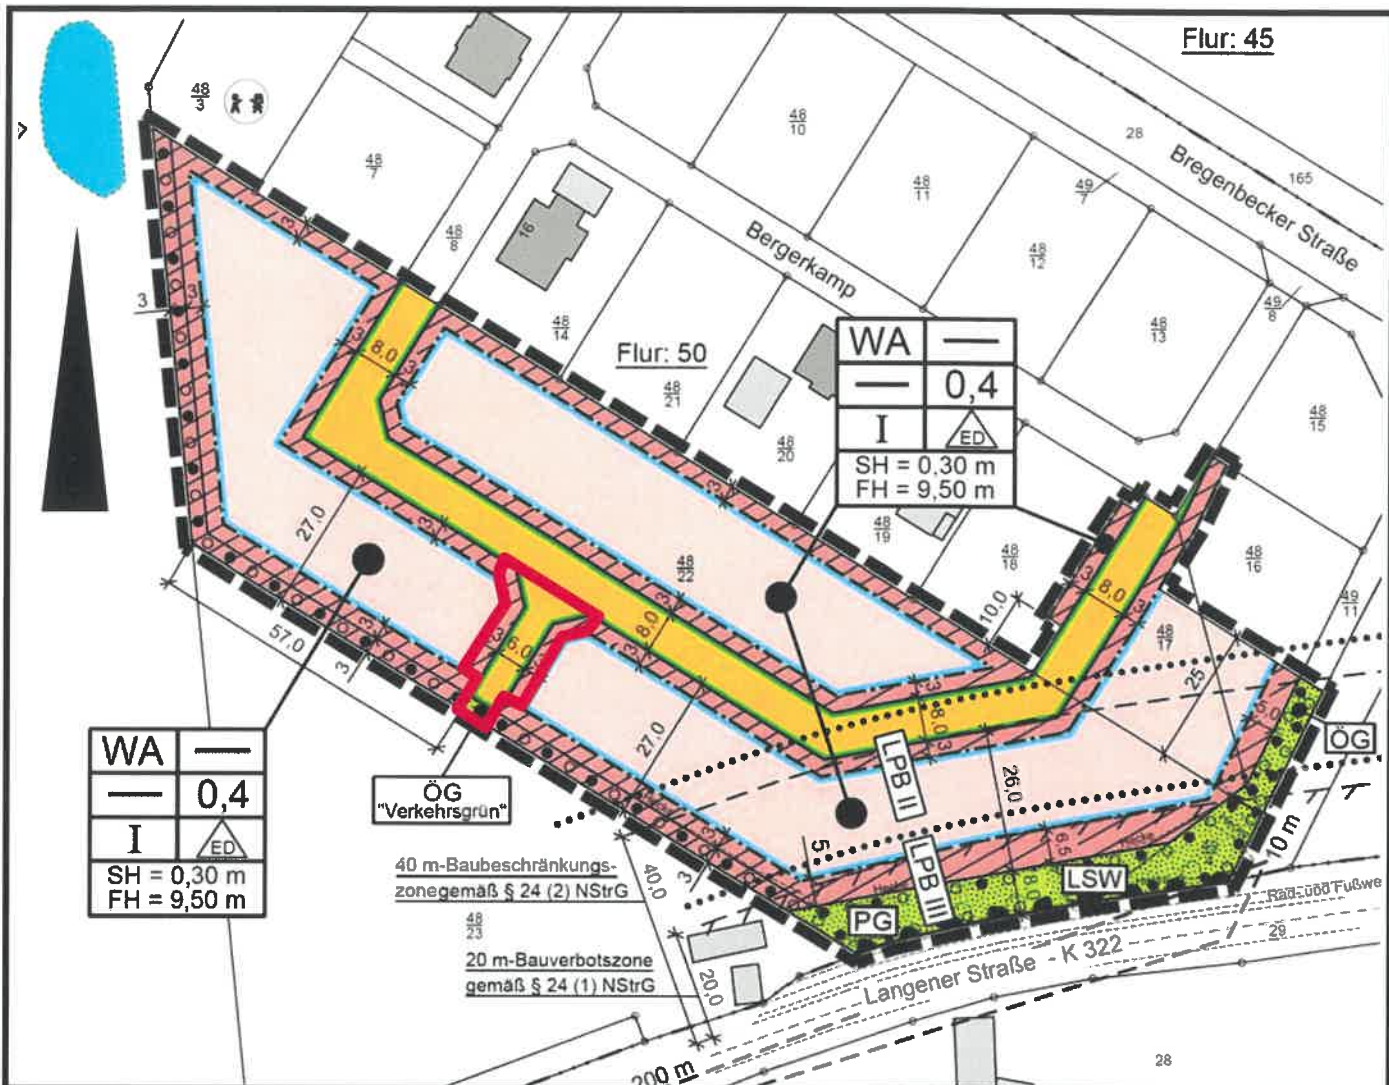 Flur: 45
48
3
48
10
28
Bregenbecker Straße
165
48
7
48
11
49
7
48
8
16
Bergerkamp
48
12
49
8
3
3
3
48
14
Flur: 50
48
13
WA —
— 0,4
I ED
SH = 0,30 m
FH = 9,50 m
3
8,0
3
48
21
48
15
48
20
3
27,0
3
48
19
48
22
48
18
48
16
3
8,0
10,0
49
11
3
57,0
3
3
6,0
8,0
48
17
25
WA —
— 0,4
I ED
SH = 0,30 m
FH = 9,50 m
27,0
3
8,0
3
5,0
ÖG
LPB II
26,0
ÖG
"Verkehrsgrün"
5
6,5
10 m
40 m-Baubeschränkungs-
zonegemäß § 24 (2) NStrG
40,0
3
LPB III
8,0
LSW
PG
Rad- und Fußwe
48
23
29
20 m-Bauverbotszone
gemäß § 24 (1) NStrG
20,0
Langener Straße - K 322
200 m
28